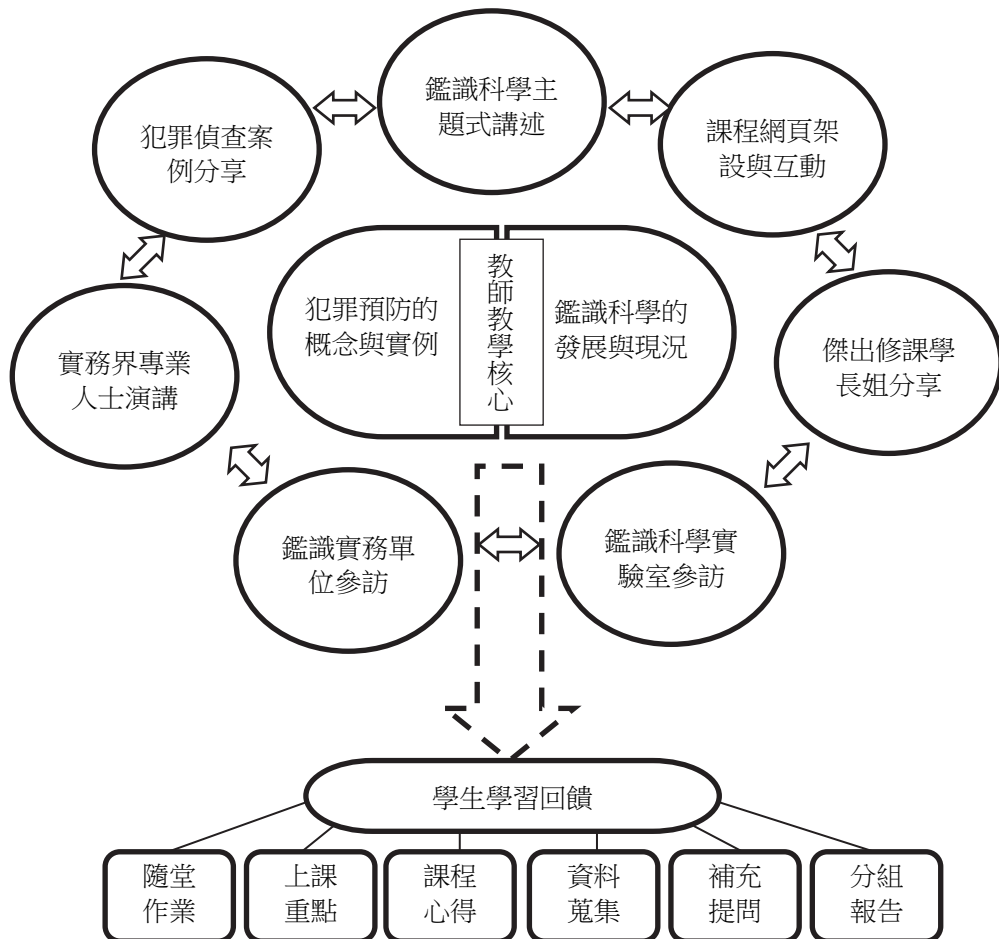 鑑識科學主
題式講述
犯罪偵查案
例分享
課程網頁架
設與互動
教師教學核心
犯罪預防的
概念與實例
鑑識科學的
發展與現況
實務界專業
人士演講
傑出修課學
長姐分享
鑑識實務單
位參訪
鑑識科學實
驗室參訪
學生學習回饋
隨堂
作業
上課
重點
課程
心得
資料
蒐集
補充
提問
分組
報告